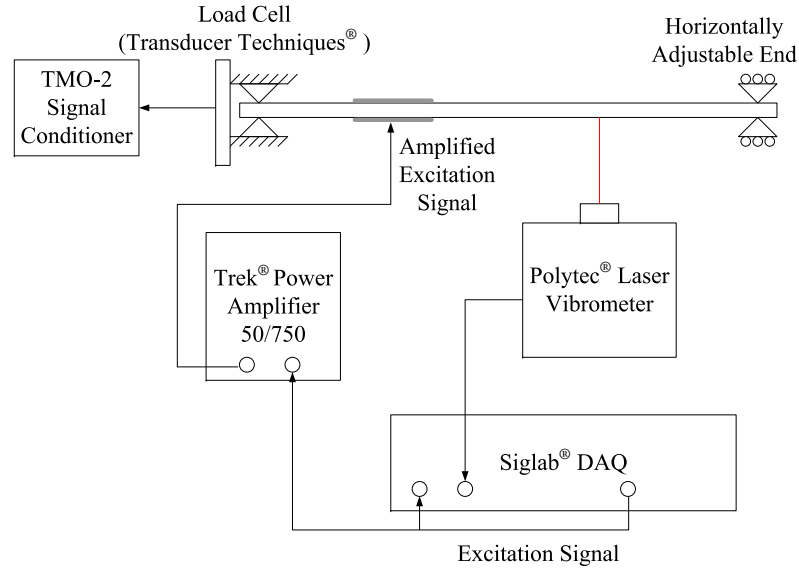 Load Cell
(Transducer Techniques® )
Horizontally
Adjustable End
TMO-2
Signal
Conditioner
Amplified
Excitation
Signal
Trek® Power
Amplifier
50/750
Polytec® Laser
Vibrometer
Siglab® DAQ
Excitation Signal